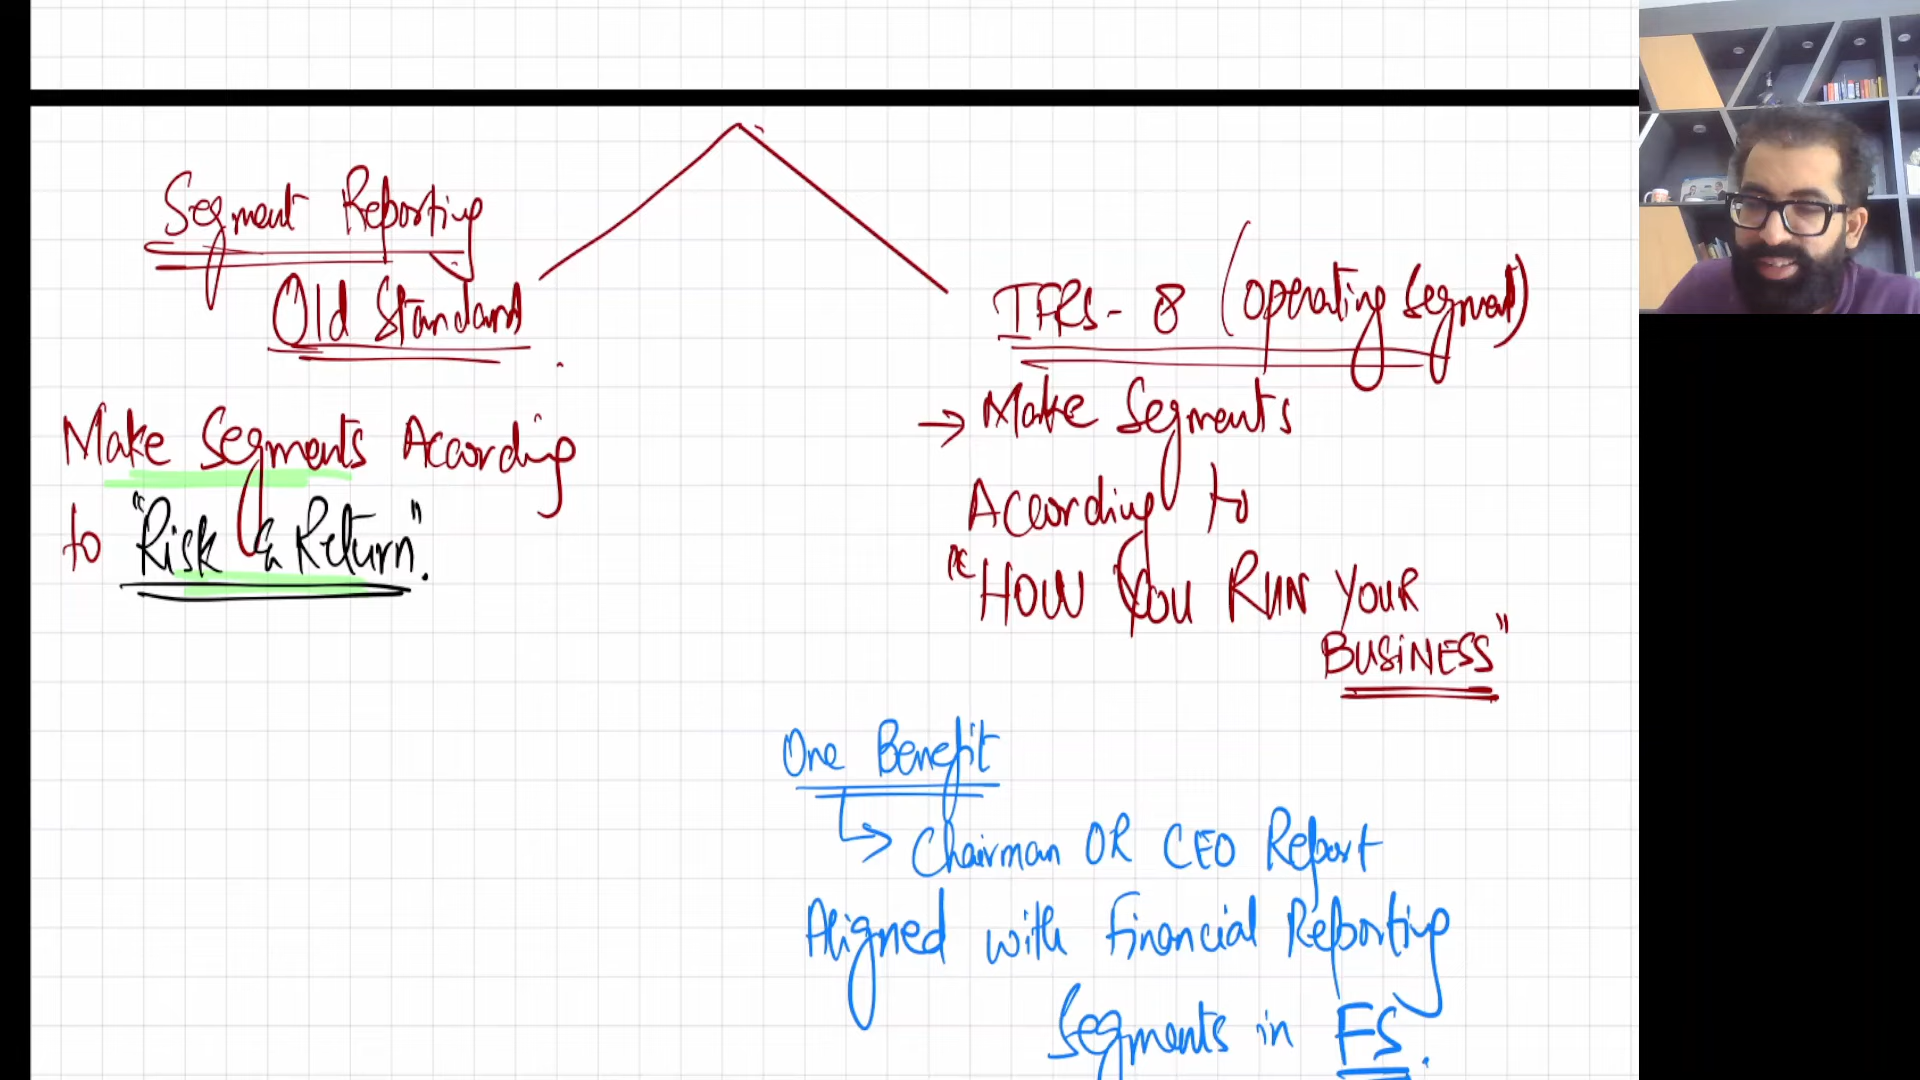 Segment Reporting
Old Standard
Make Segments According
to "Risk & Return".
IFRS - 8 (Operating Segment)
→ Make Segments
According to
"HOW YOU RUN YOUR
BUSINESS"
One Benefit
↳ Chairman OR CEO Report
Aligned with Financial Reporting
Segments in FS.